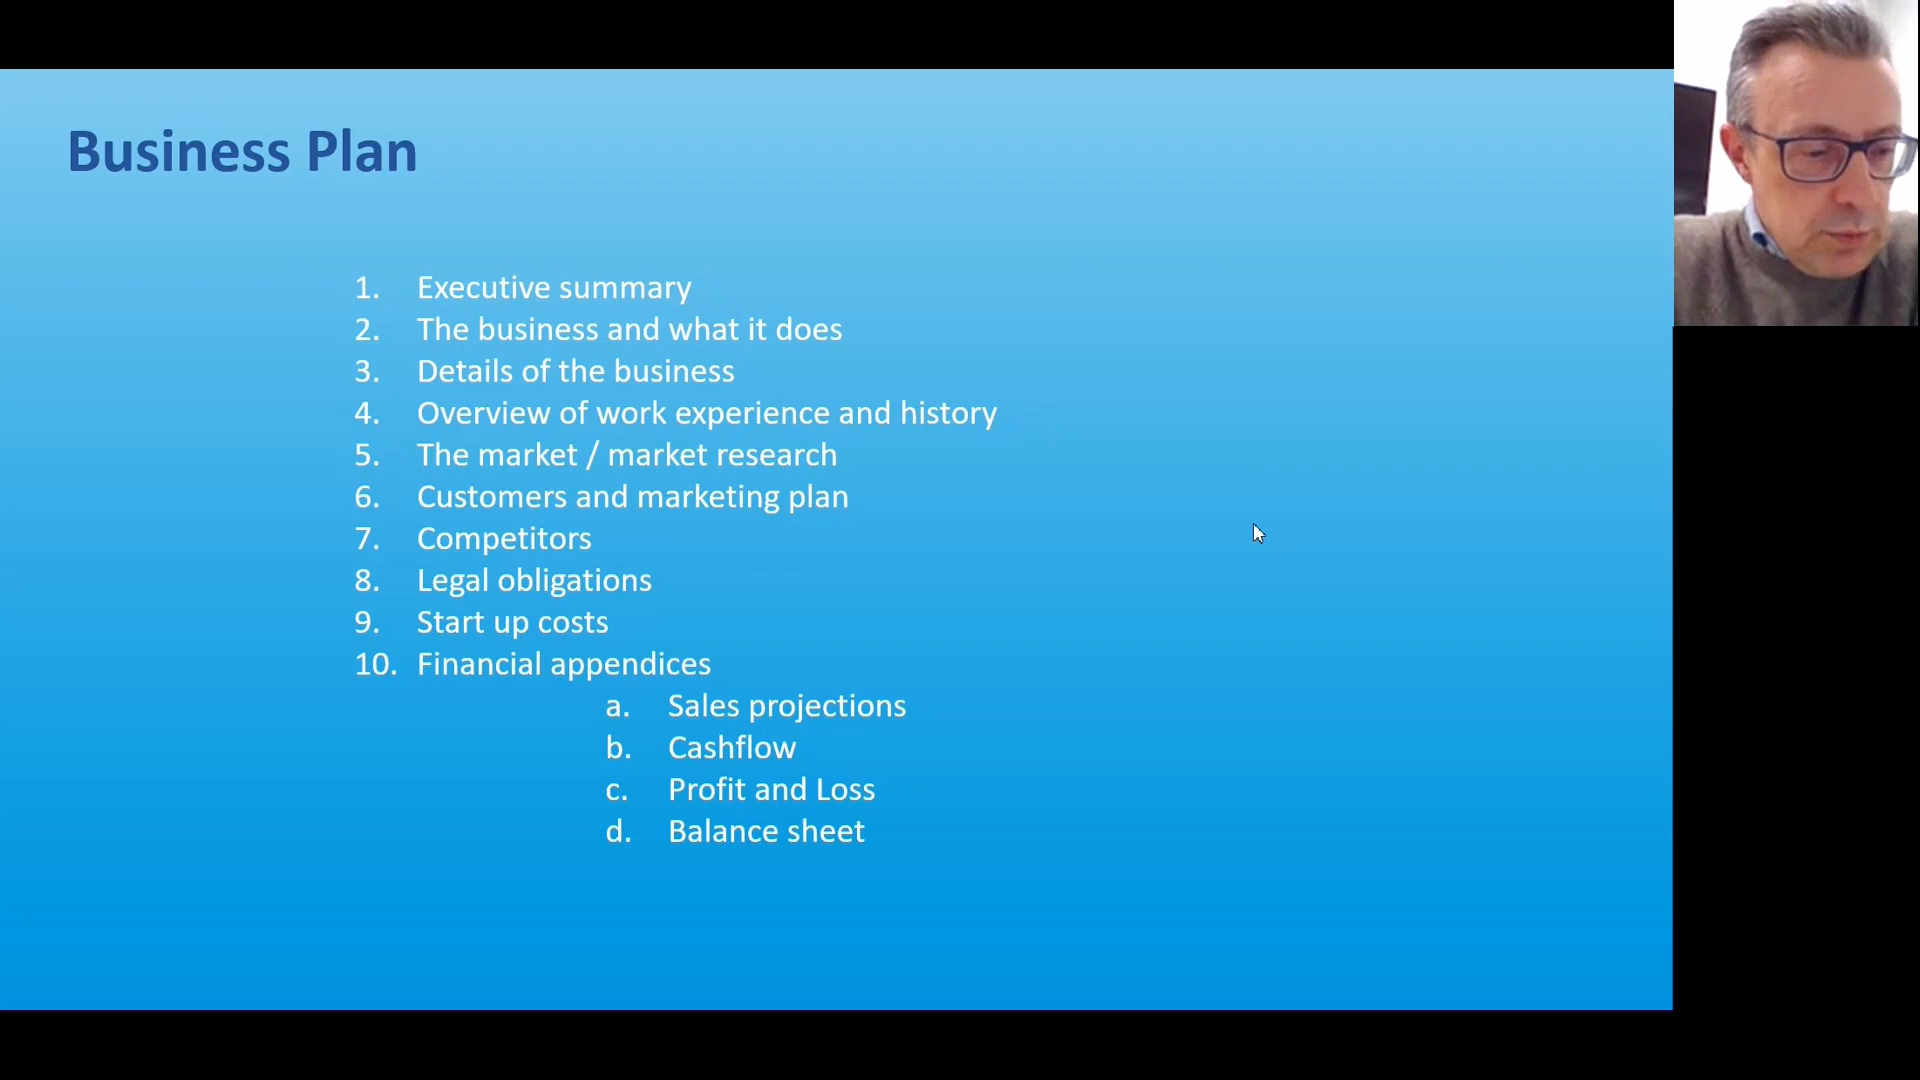 Business Plan
1. Executive summary
2. The business and what it does
3. Details of the business
4. Overview of work experience and history
5. The market / market research
6. Customers and marketing plan
7. Competitors
8. Legal obligations
9. Start up costs
10. Financial appendices
a. Sales projections
b. Cashflow
c. Profit and Loss
d. Balance sheet